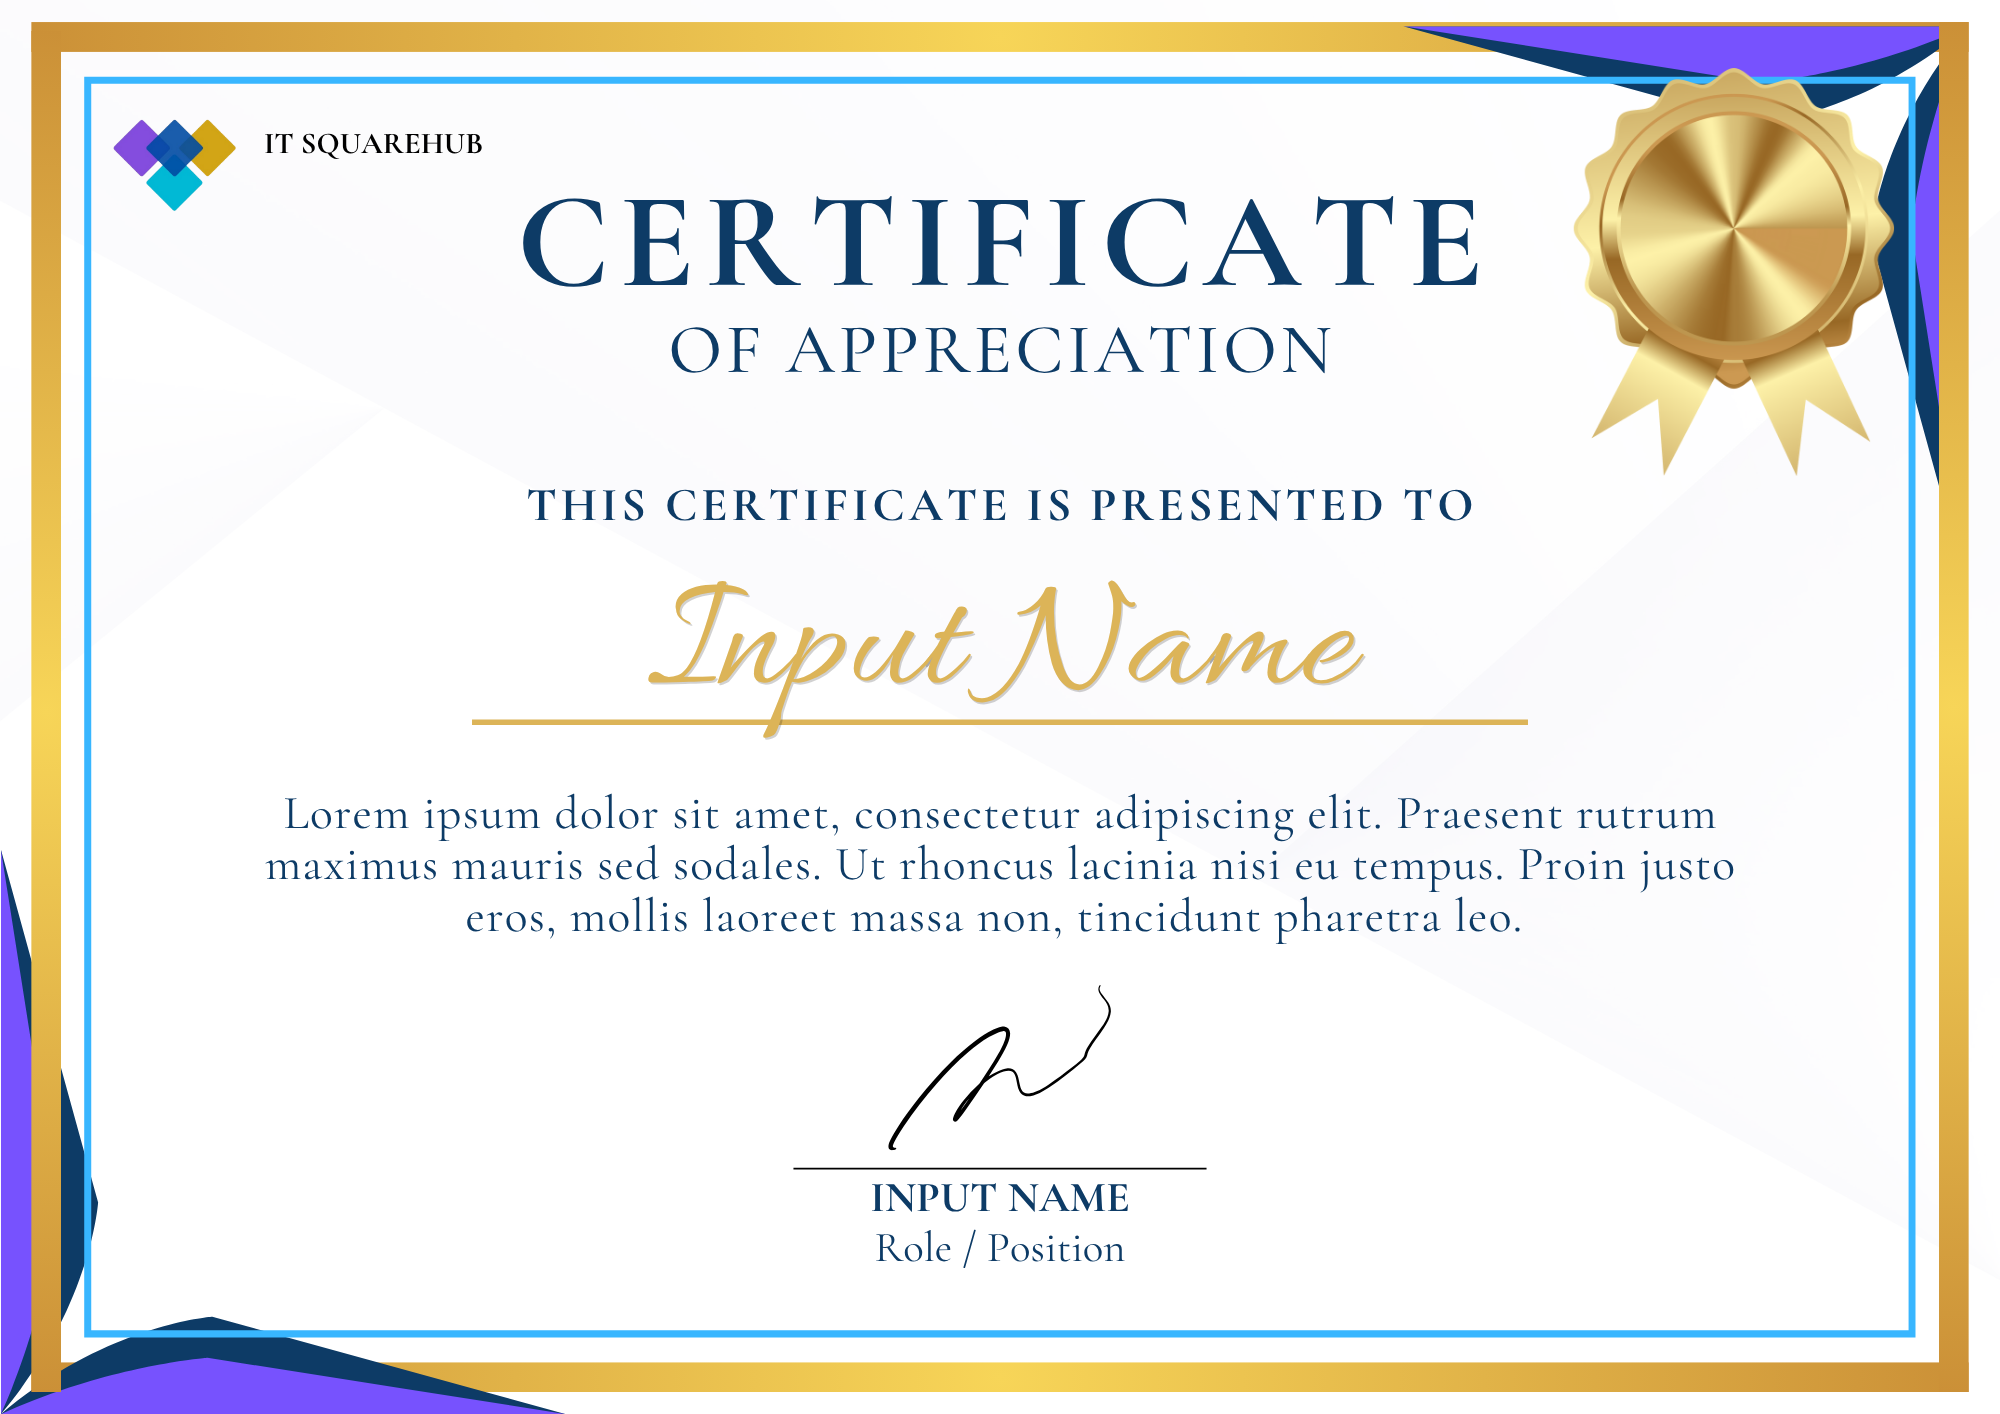 IT SQUAREHUB
CERTIFICATE
OF APPRECIATION
THIS CERTIFICATE IS PRESENTED TO
Input Name
Lorem ipsum dolor sit amet, consectetur adipiscing elit. Praesent rutrum
maximus mauris sed sodales. Ut rhoncus lacinia nisi eu tempus. Proin justo
eros, mollis laoreet massa non, tincidunt pharetra leo.
INPUT NAME
Role / Position